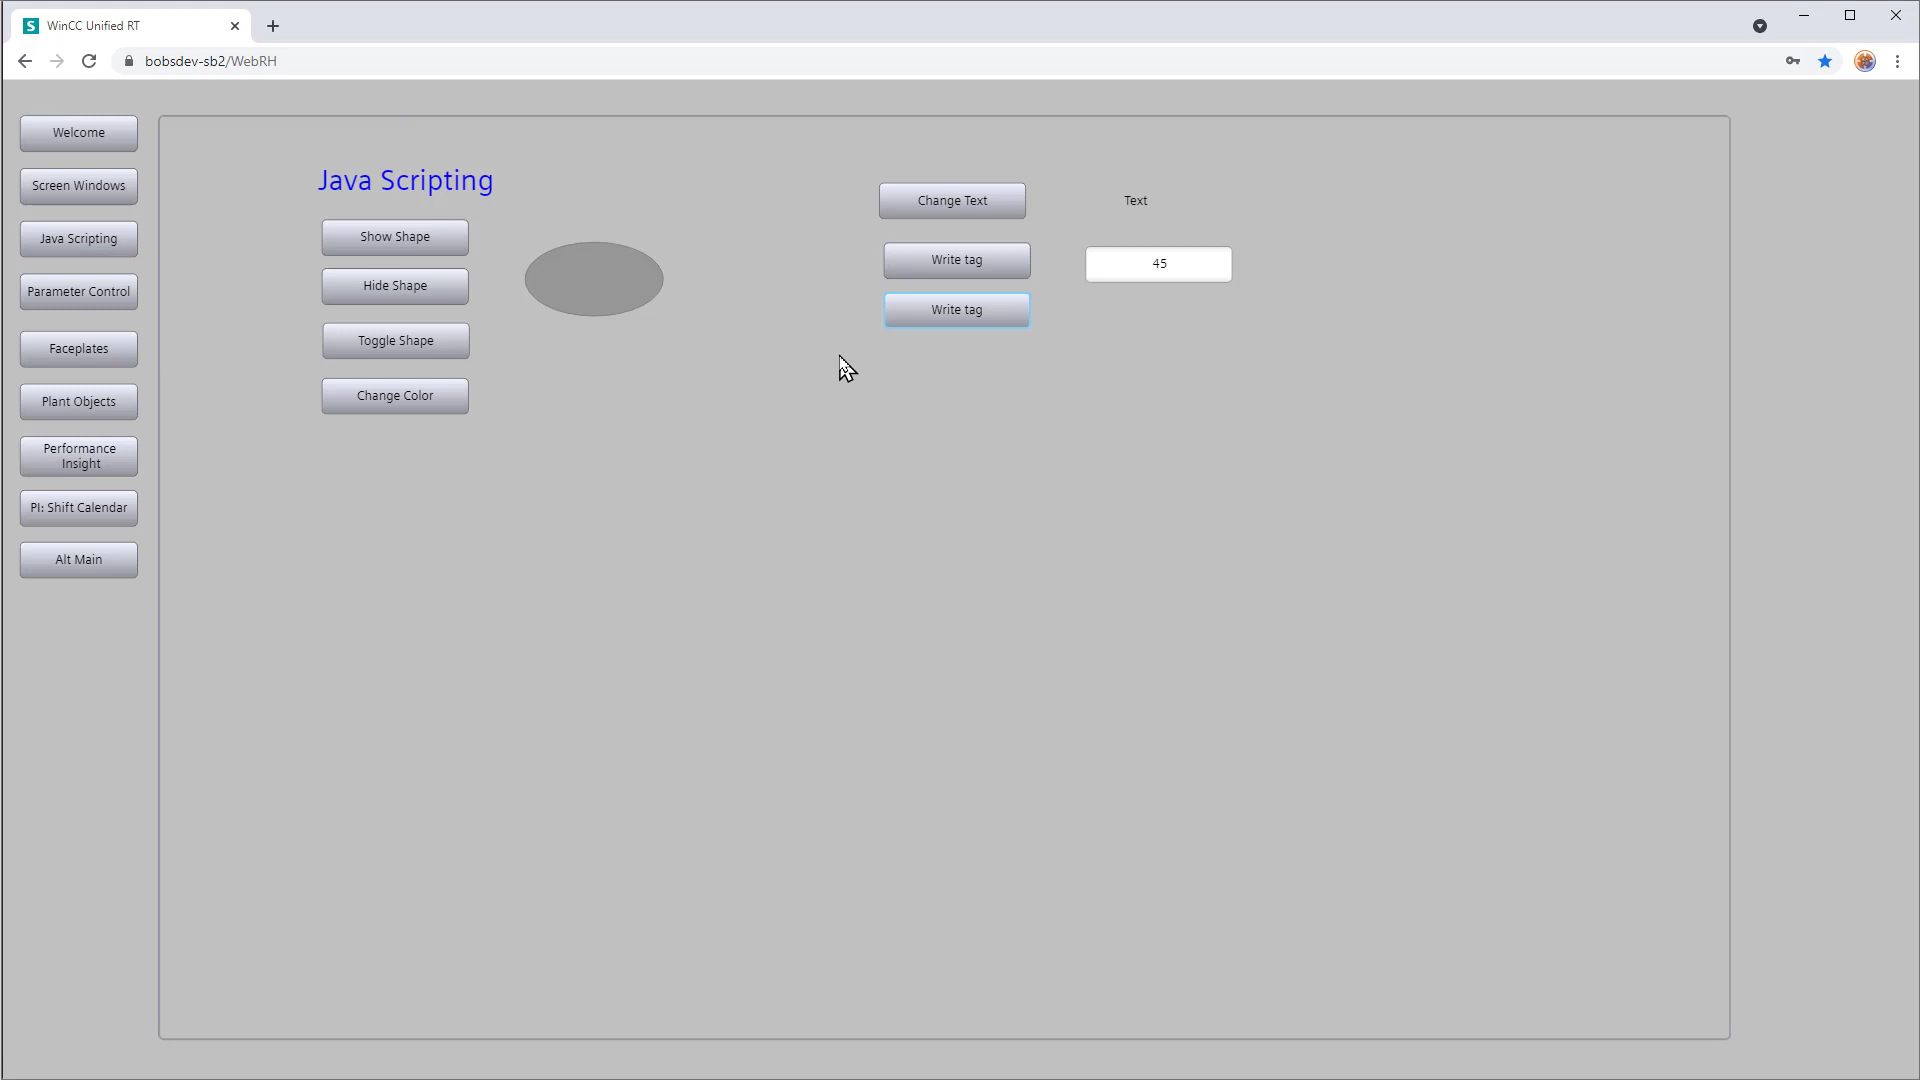 WinCC Unified RT
bobsdev-sb2/WebRH
Welcome
Screen Windows
Java Scripting
Parameter Control
Faceplates
Plant Objects
Performance
Insight
PI: Shift Calendar
Alt Main
Java Scripting
Show Shape
Hide Shape
Toggle Shape
Change Color
Change Text
Text
Write tag
45
Write tag